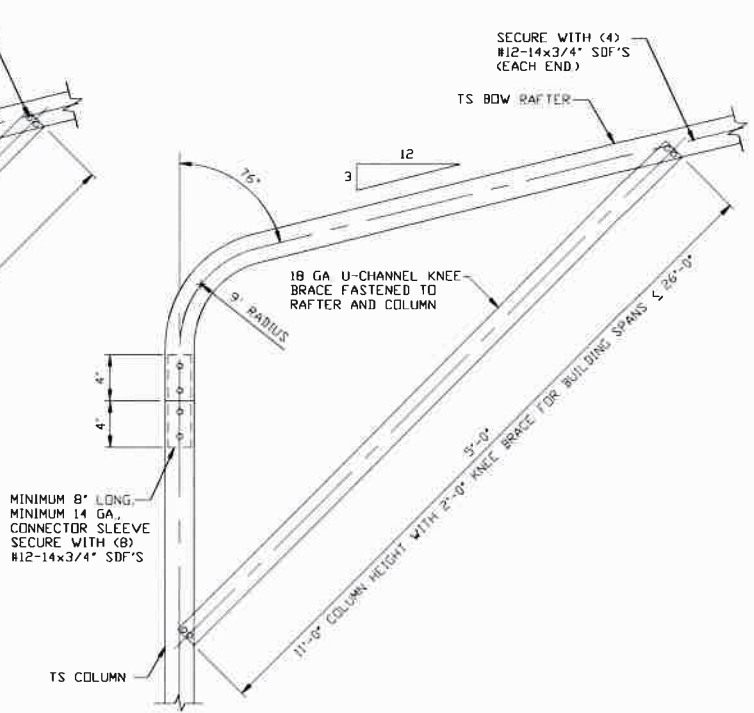 SECURE WITH (4)
#12-14x3/4" SDF'S
(EACH END)
TS BOW RAFTER
12
3
76°
18 GA. U-CHANNEL KNEE
BRACE FASTENED TO
RAFTER AND COLUMN
9" RADIUS
4"
4"
5'-0"
11'-0" COLUMN HEIGHT WITH 2'-0" KNEE BRACE FOR BUILDING SPANS ≤ 26'-0"
MINIMUM 8" LONG,
MINIMUM 14 GA.,
CONNECTOR SLEEVE
SECURE WITH (8)
#12-14x3/4" SDF'S
TS COLUMN